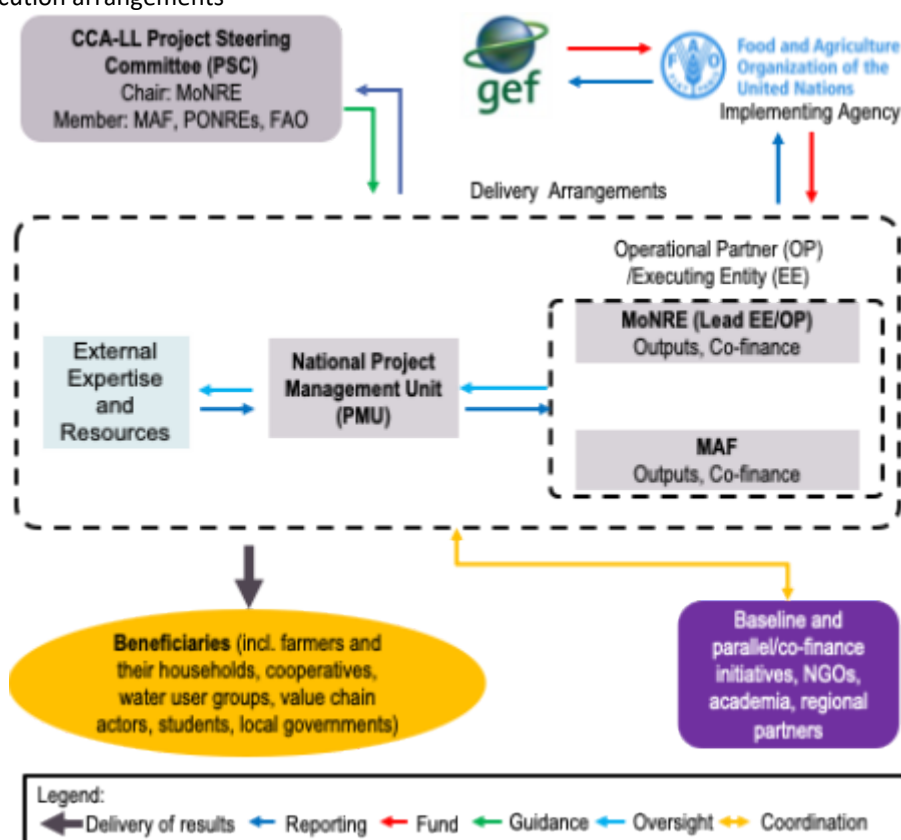 cution arrangements
CCA-LL Project Steering
Committee (PSC)
Chair: MoNRE
Member: MAF, PONREs, FAO
gef
F A O
Food and Agriculture
Organization of the
United Nations
Implementing Agency
Delivery Arrangements
Operational Partner (OP)
/Executing Entity (EE)
MoNRE (Lead EE/OP)
Outputs, Co-finance
External
Expertise
and
Resources
National Project
Management Unit
(PMU)
MAF
Outputs, Co-finance
Beneficiaries (incl. farmers and
their households, cooperatives,
water user groups, value chain
actors, students, local governments)
Baseline and
parallel/co-finance
initiatives, NGOs,
academia, regional
partners
Legend:
Delivery of results Reporting Fund Guidance Oversight Coordination